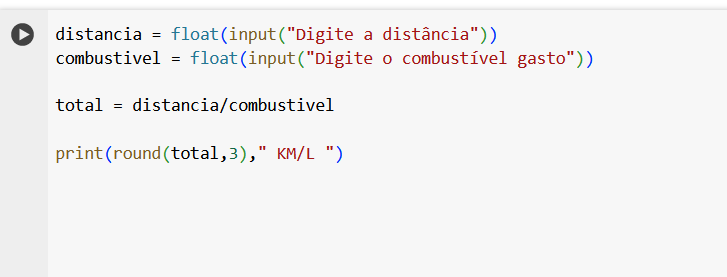 distancia = float(input("Digite a distância"))
combustivel = float(input("Digite o combustível gasto"))
total = distancia/combustivel
print(round(total,3)," KM/L ")